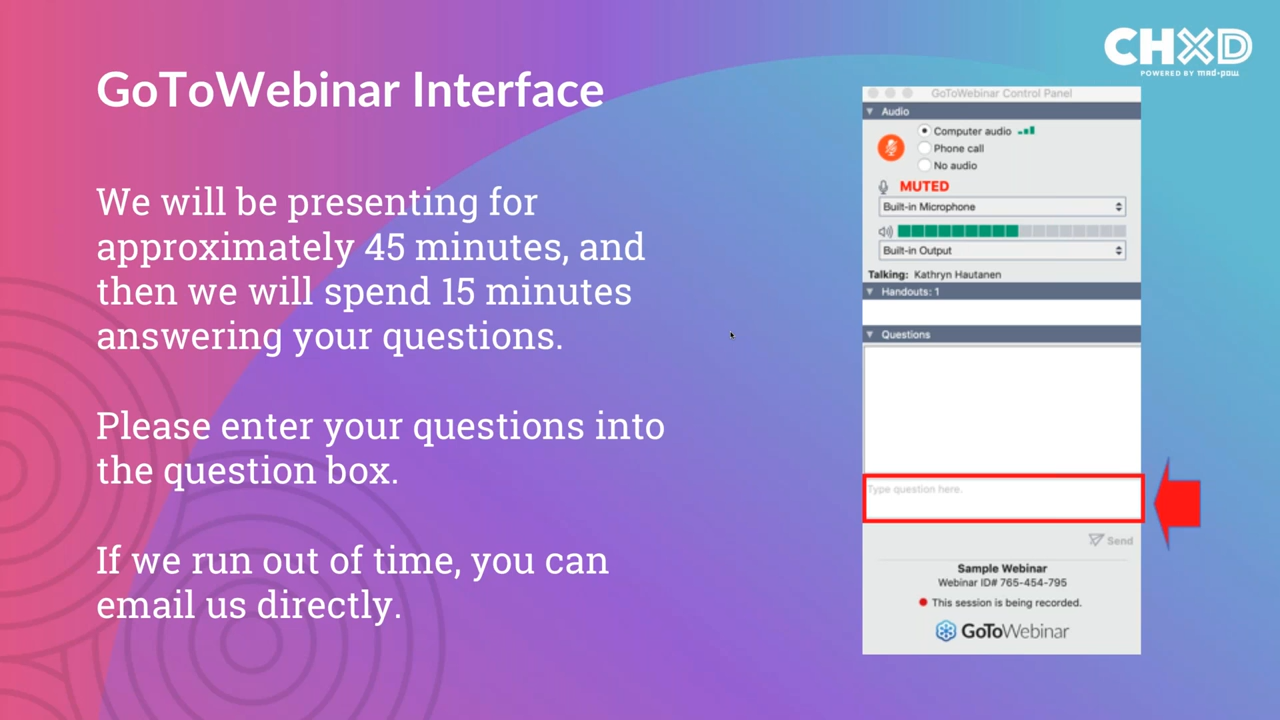 CHXD
POWERED BY mad•pow
GoToWebinar Interface
We will be presenting for
approximately 45 minutes, and
then we will spend 15 minutes
answering your questions.
Please enter your questions into
the question box.
If we run out of time, you can
email us directly.
GoToWebinar Control Panel
Audio
Computer audio
Phone call
No audio
MUTED
Built-in Microphone
Built-in Output
Talking: Kathryn Hautanen
Handouts: 1
Questions
Type question here.
Send
Sample Webinar
Webinar ID# 765-454-795
This session is being recorded.
GoToWebinar